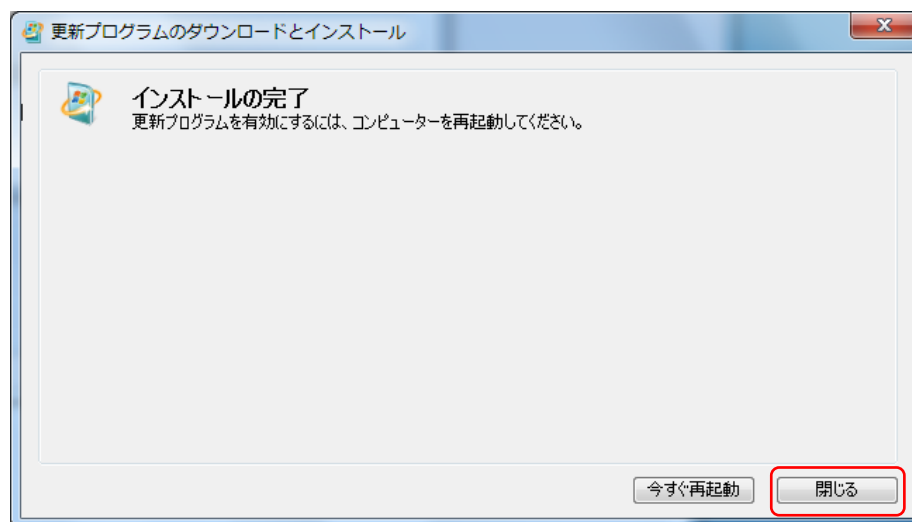 更新プログラムのダウンロードとインストール
インストールの完了
更新プログラムを有効にするには、コンピューターを再起動してください。
今すぐ再起動
閉じる